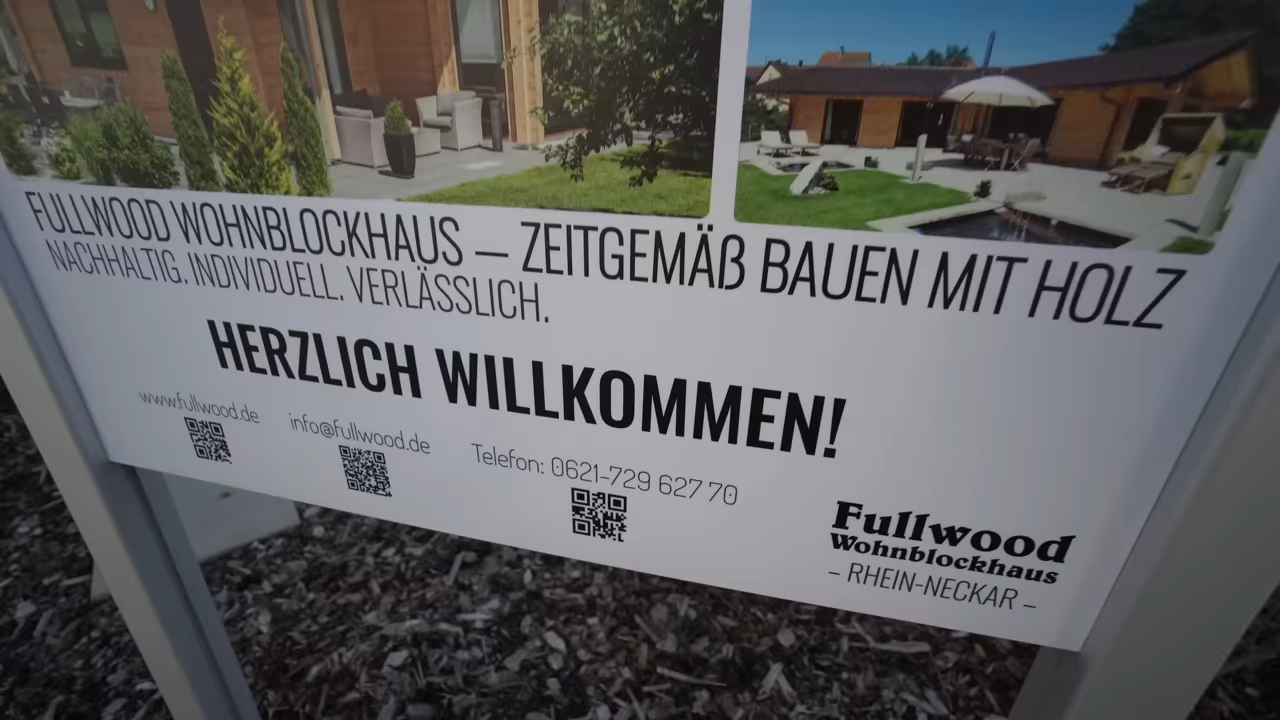 FULLWOOD WOHNBLOCKHAUS – ZEITGEMÄẞ BAUEN MIT HOLZ
NACHHALTIG. INDIVIDUELL. VERLÄSSLICH.
HERZLICH WILLKOMMEN!
www.fullwood.de
info@fullwood.de
Telefon: 0621-729 627 70
Fullwood
Wohnblockhaus
– RHEIN-NECKAR –